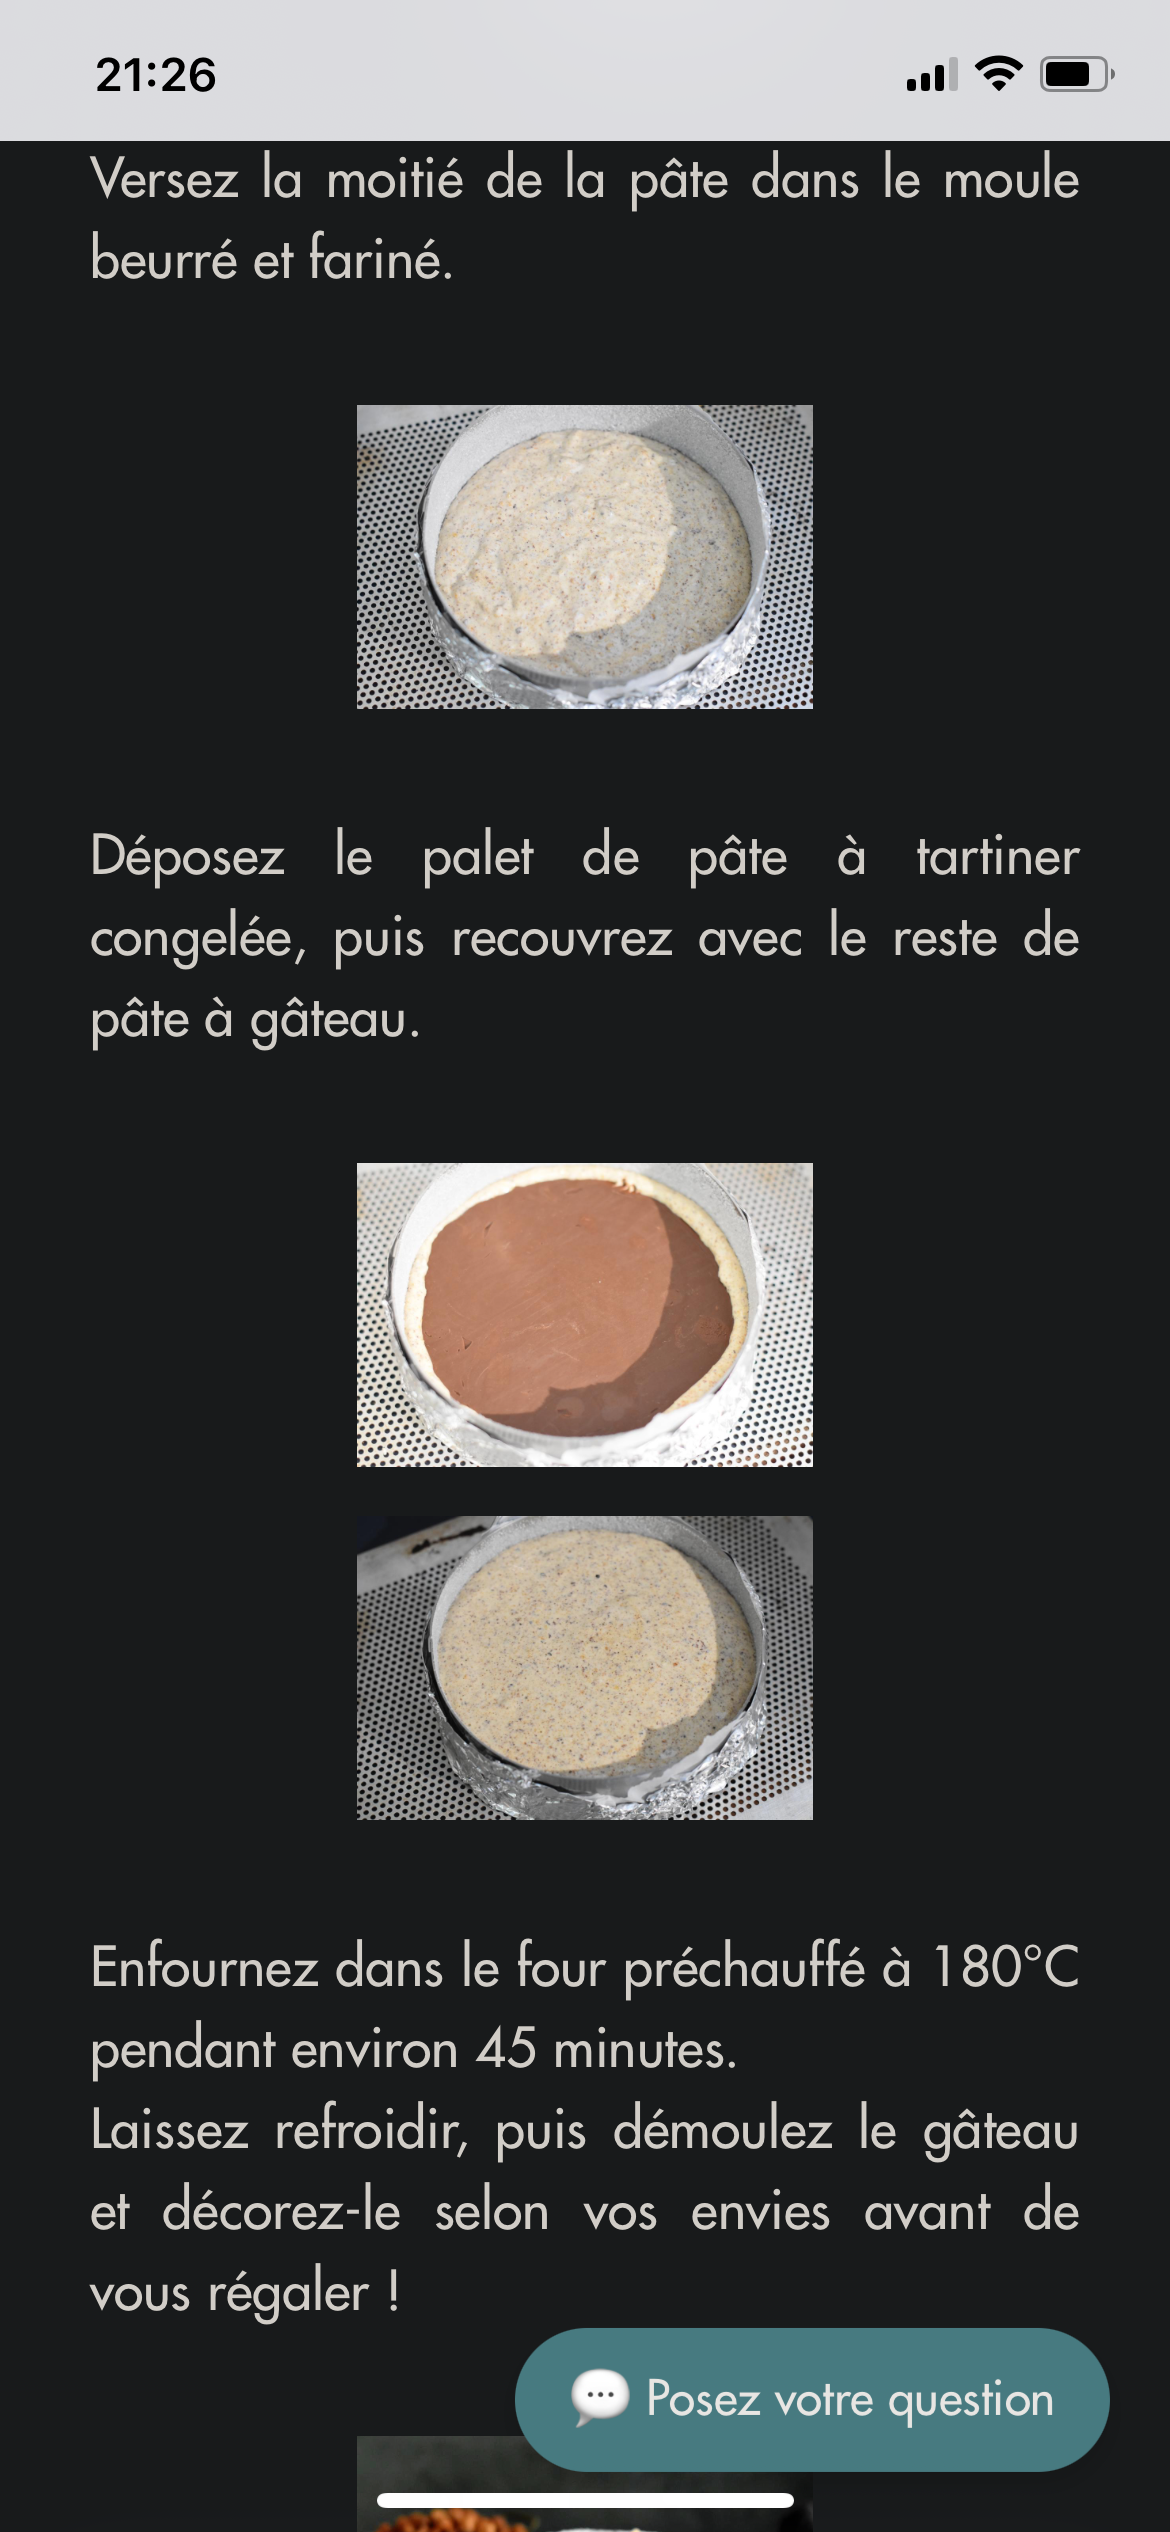 21:26
Versez la moitié de la pâte dans le moule
beurré et fariné.
Déposez le palet de pâte à tartiner
congelée, puis recouvrez avec le reste de
pâte à gâteau.
Enfournez dans le four préchauffé à 180°C
pendant environ 45 minutes.
Laissez refroidir, puis démoulez le gâteau
et décorez-le selon vos envies avant de
vous régaler !
💬 Posez votre question